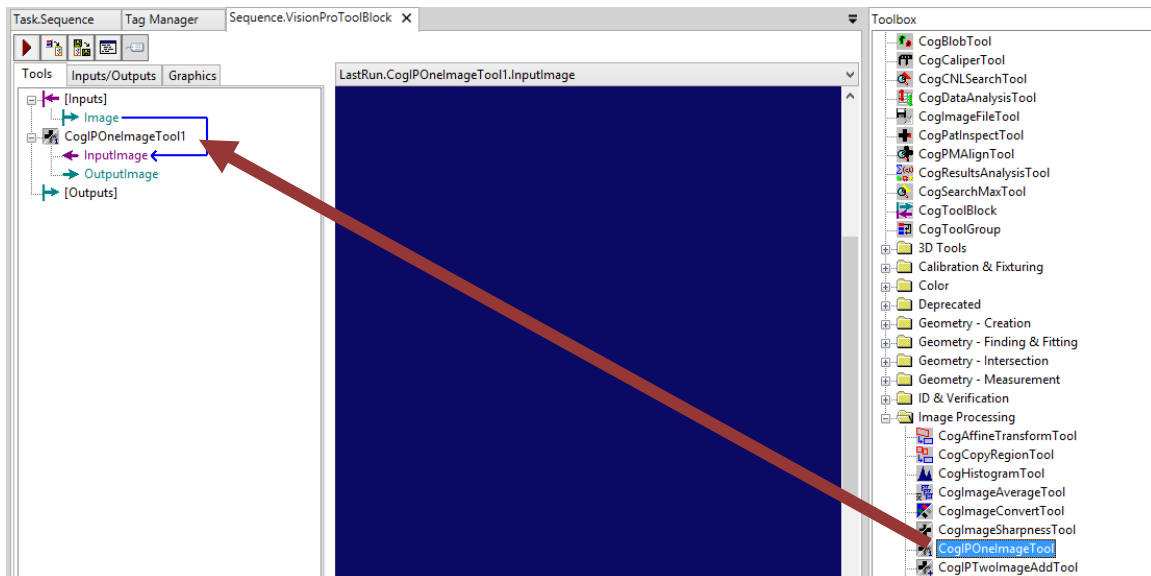 Task.Sequence
Tag Manager
Sequence.VisionProToolBlock
Tools
Inputs/Outputs
Graphics
[Inputs]
Image
CogIPOneImageTool1
InputImage
OutputImage
[Outputs]
LastRun.CogIPOneImageTool1.InputImage
Toolbox
CogBlobTool
CogCaliperTool
CogCNLSearchTool
CogDataAnalysisTool
CogImageFileTool
CogPatInspectTool
CogPMAlignTool
CogResultsAnalysisTool
CogSearchMaxTool
CogToolBlock
CogToolGroup
3D Tools
Calibration & Fixturing
Color
Deprecated
Geometry - Creation
Geometry - Finding & Fitting
Geometry - Intersection
Geometry - Measurement
ID & Verification
Image Processing
CogAffineTransformTool
CogCopyRegionTool
CogHistogramTool
CogImageAverageTool
CogImageConvertTool
CogImageSharpnessTool
CogIPOneImageTool
CogIPTwoImageAddTool